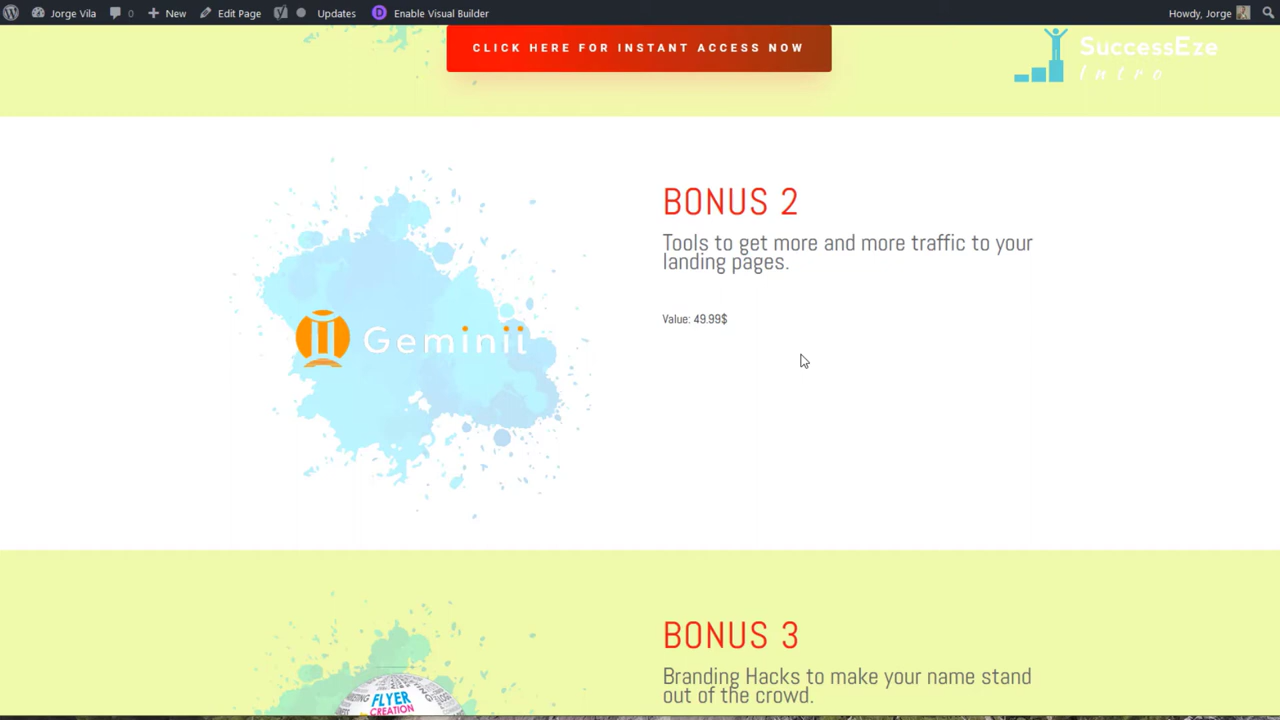 Jorge Vila
0
New
Edit Page
Updates
Enable Visual Builder
Howdy, Jorge
CLICK HERE FOR INSTANT ACCESS NOW
SuccessEze
Intro
Geminii
BONUS 2
Tools to get more and more traffic to your
landing pages.
Value: 49.99$
BONUS 3
Branding Hacks to make your name stand
out of the crowd.
FLYER
CREATION